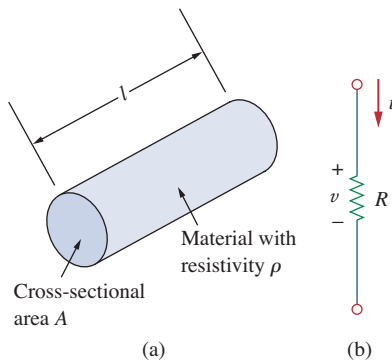 l
Material with
resistivity ρ
Cross-sectional
area A
(a)
i
+
v
R
−
(b)